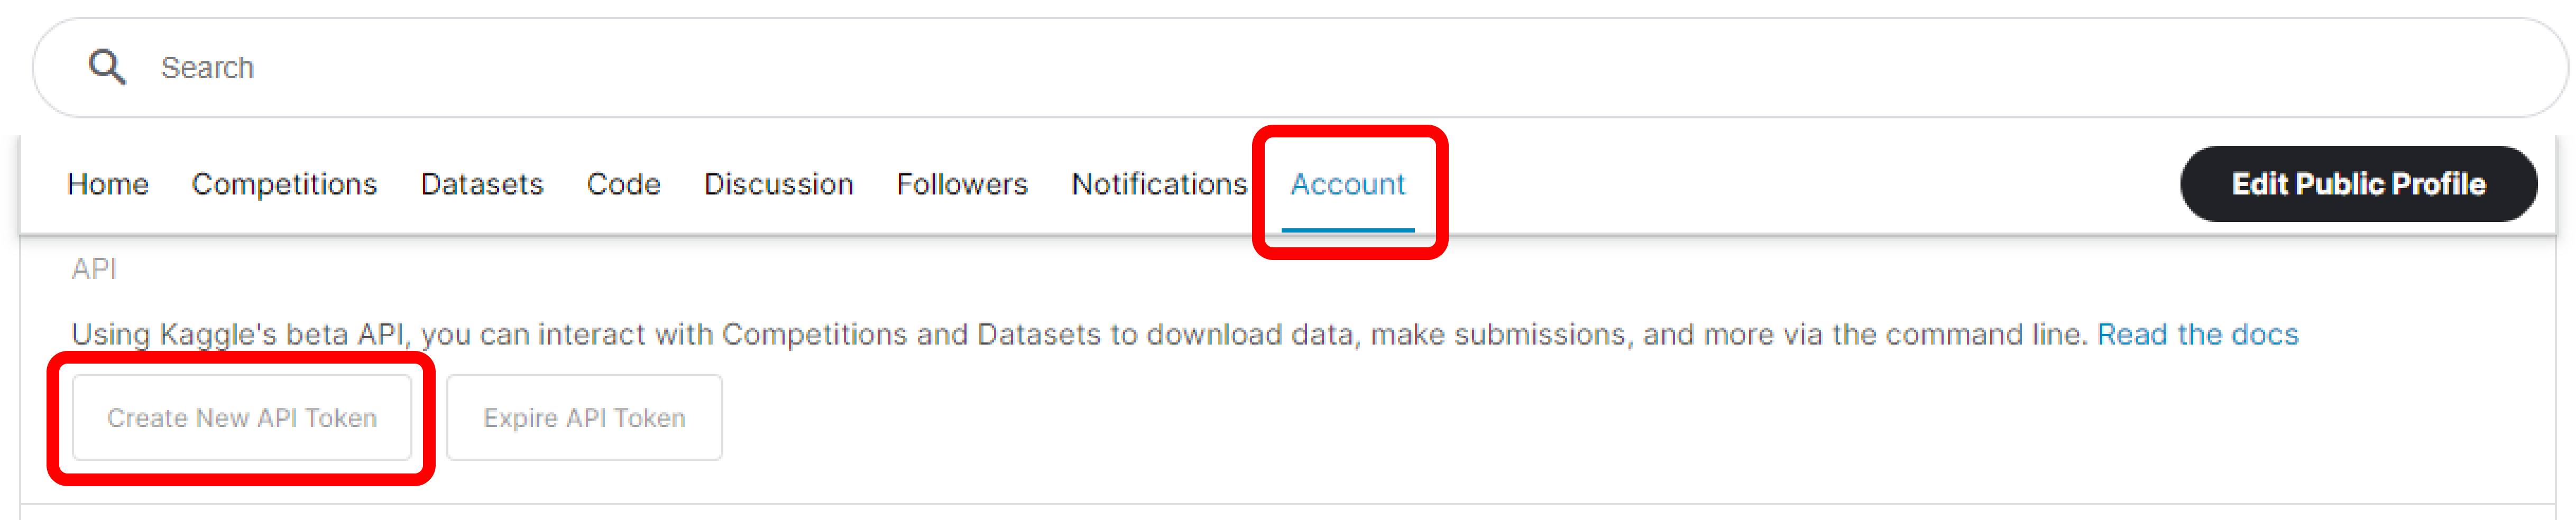 Search
Home Competitions Datasets Code Discussion Followers Notifications Account Edit Public Profile
API
Using Kaggle's beta API, you can interact with Competitions and Datasets to download data, make submissions, and more via the command line. Read the docs
Create New API Token Expire API Token